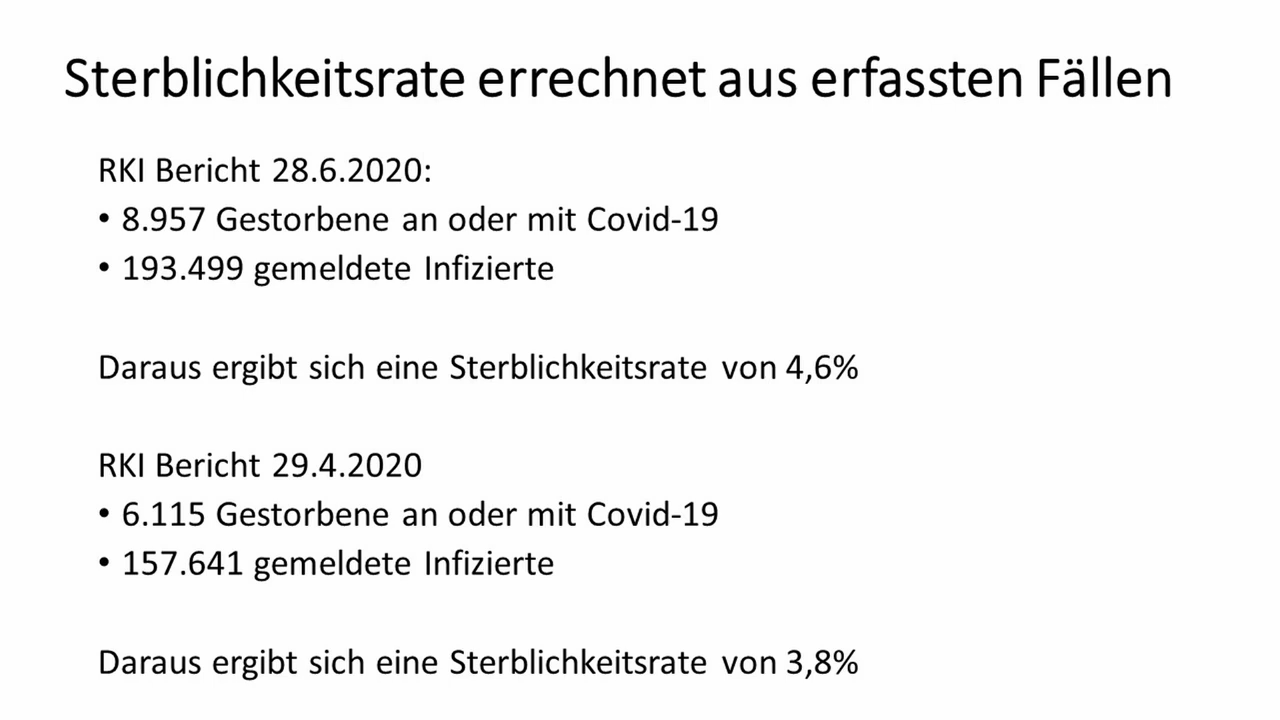 Sterblichkeitsrate errechnet aus erfassten Fällen
RKI Bericht 28.6.2020:
• 8.957 Gestorbene an oder mit Covid-19
• 193.499 gemeldete Infizierte
Daraus ergibt sich eine Sterblichkeitsrate von 4,6%
RKI Bericht 29.4.2020
• 6.115 Gestorbene an oder mit Covid-19
• 157.641 gemeldete Infizierte
Daraus ergibt sich eine Sterblichkeitsrate von 3,8%